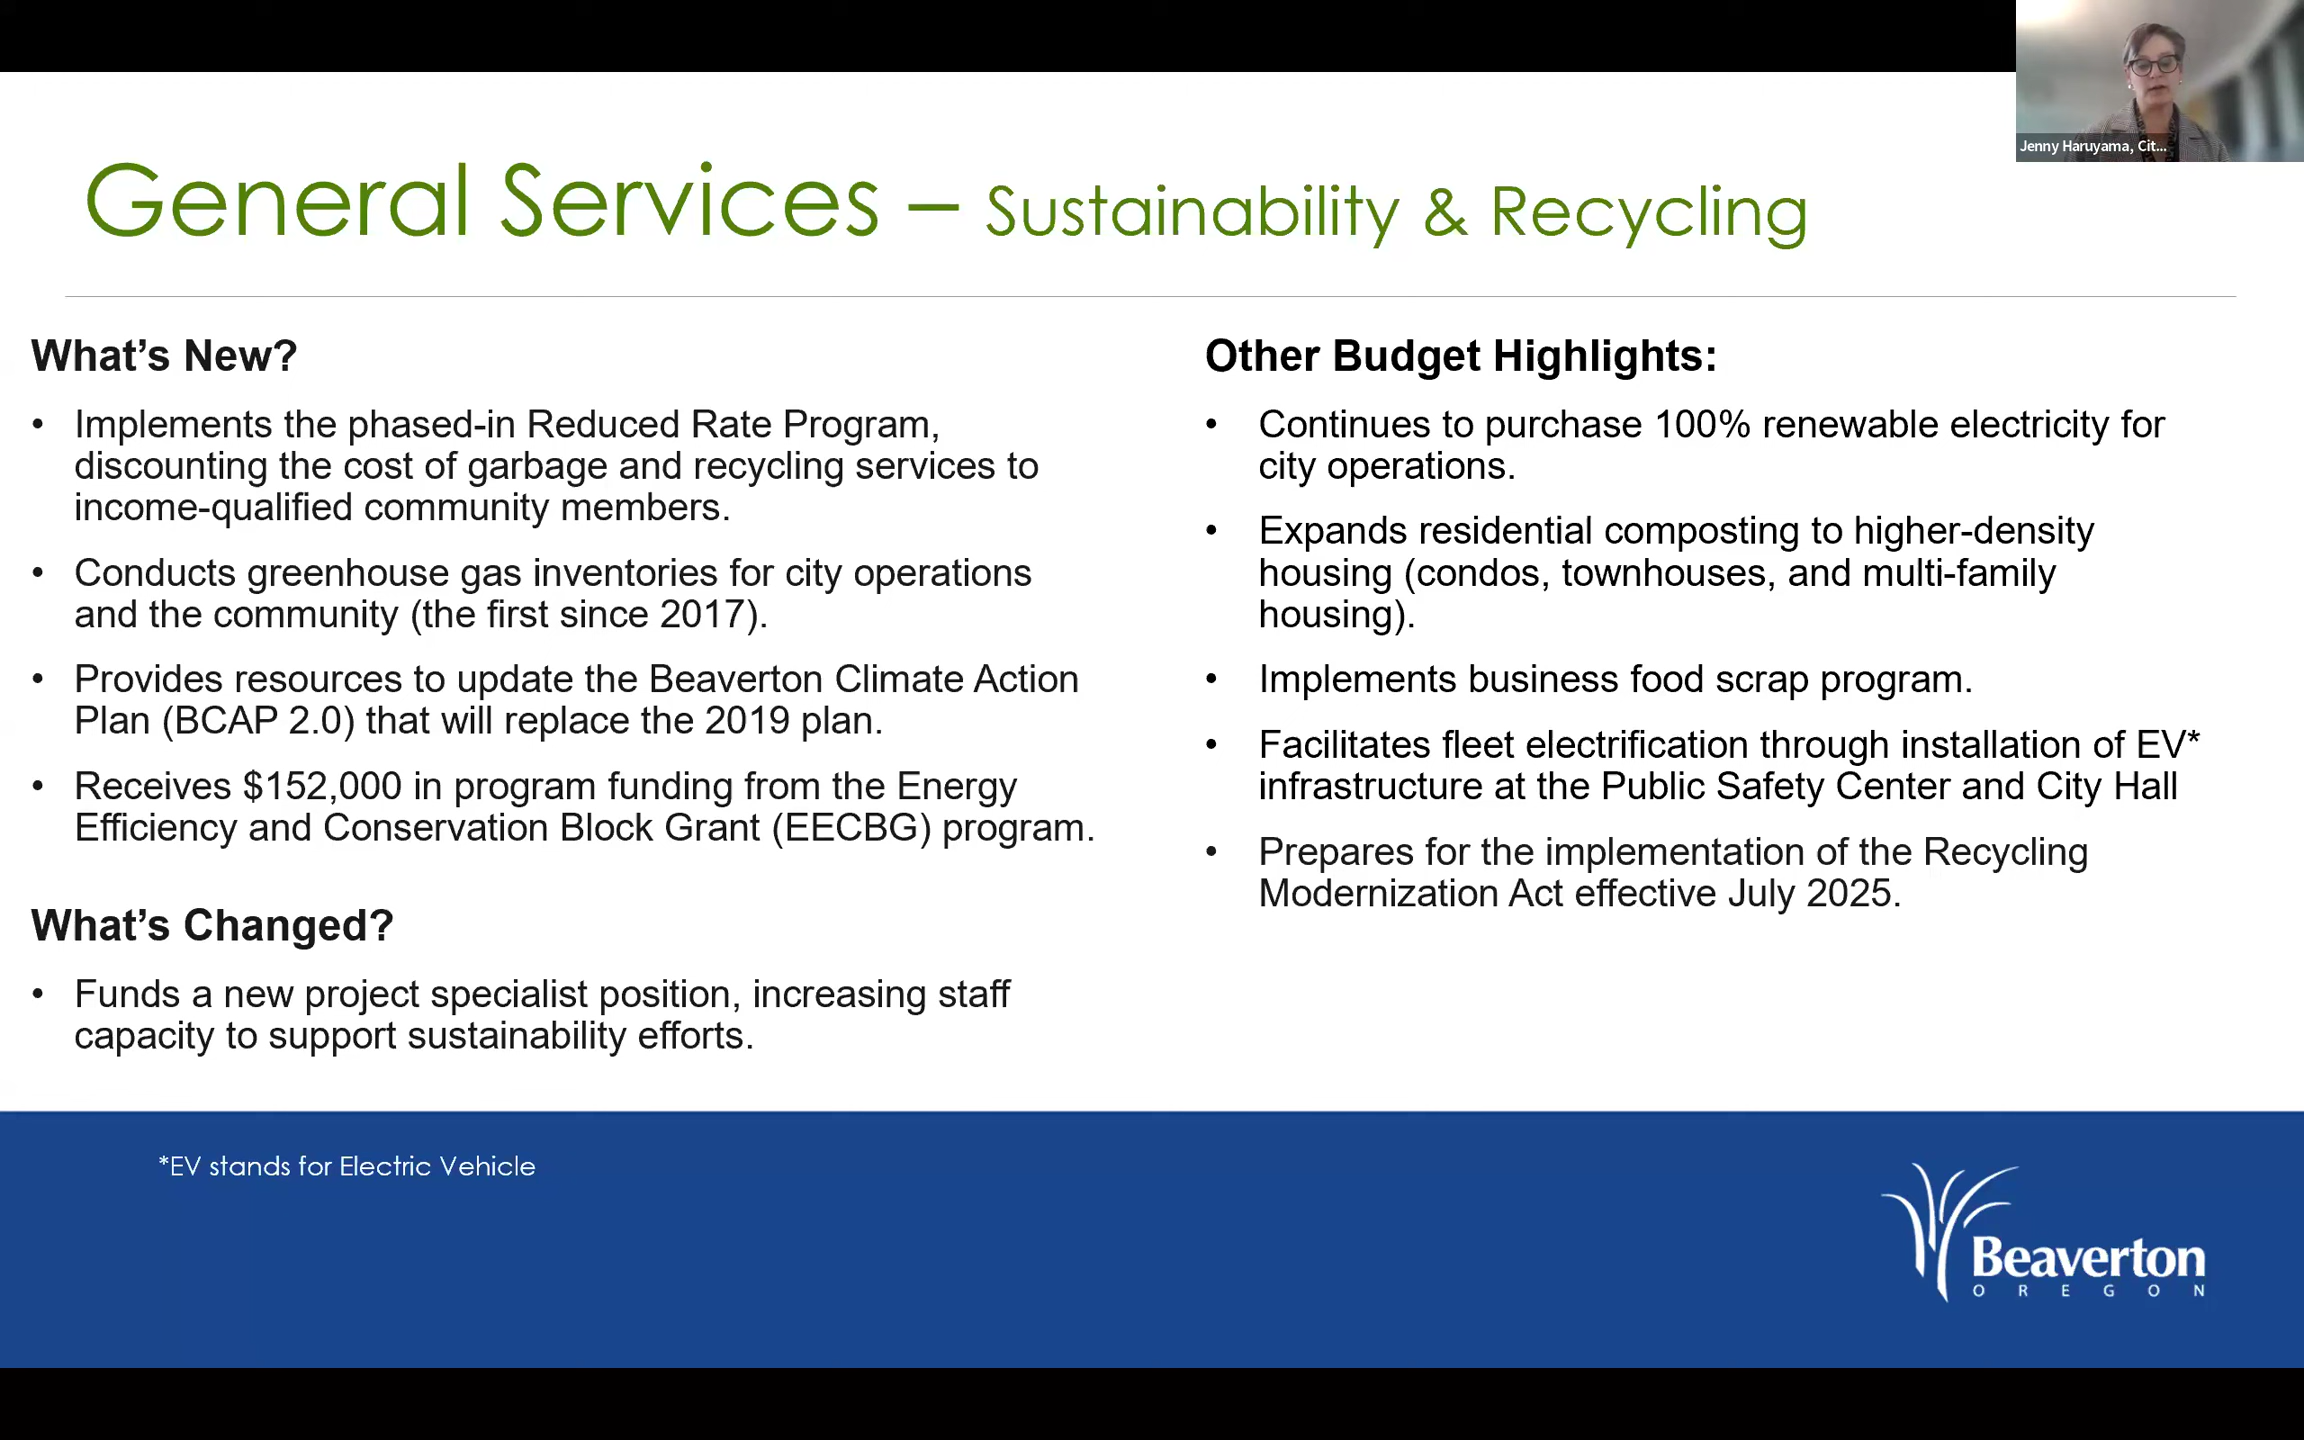 Jenny Haruyama, Cit...
General Services – Sustainability & Recycling
What's New?
• Implements the phased-in Reduced Rate Program,
discounting the cost of garbage and recycling services to
income-qualified community members.
• Conducts greenhouse gas inventories for city operations
and the community (the first since 2017).
• Provides resources to update the Beaverton Climate Action
Plan (BCAP 2.0) that will replace the 2019 plan.
• Receives $152,000 in program funding from the Energy
Efficiency and Conservation Block Grant (EECBG) program.
What's Changed?
• Funds a new project specialist position, increasing staff
capacity to support sustainability efforts.
Other Budget Highlights:
• Continues to purchase 100% renewable electricity for
city operations.
• Expands residential composting to higher-density
housing (condos, townhouses, and multi-family
housing).
• Implements business food scrap program.
• Facilitates fleet electrification through installation of EV*
infrastructure at the Public Safety Center and City Hall
• Prepares for the implementation of the Recycling
Modernization Act effective July 2025.
*EV stands for Electric Vehicle
Beaverton
OREGON